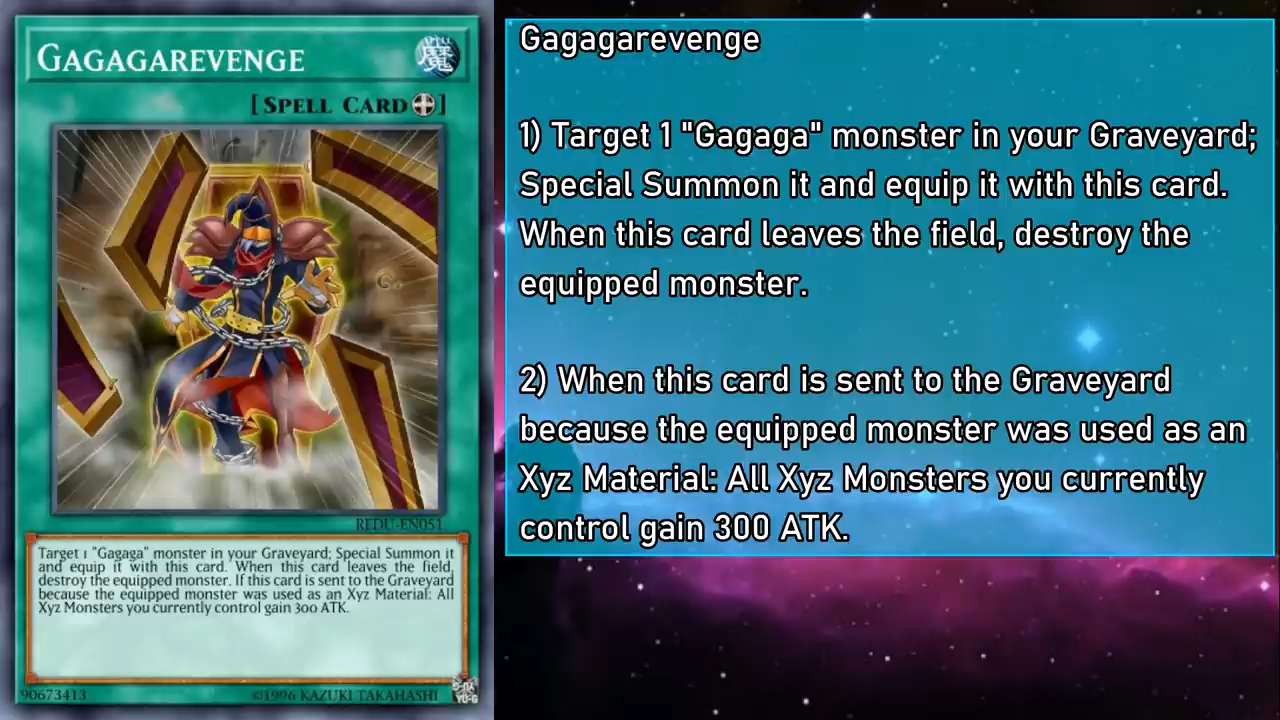 GAGAGAREVENGE
[SPELL CARD]
REDU-EN051
Target 1 "Gagaga" monster in your Graveyard; Special Summon it
and equip it with this card. When this card leaves the field,
destroy the equipped monster. If this card is sent to the Graveyard
because the equipped monster was used as an Xyz Material: All
Xyz Monsters you currently control gain 300 ATK.
90673413
©1996 KAZUKI TAKAHASHI
Gagagarevenge
1) Target 1 "Gagaga" monster in your Graveyard;
Special Summon it and equip it with this card.
When this card leaves the field, destroy the
equipped monster.
2) When this card is sent to the Graveyard
because the equipped monster was used as an
Xyz Material: All Xyz Monsters you currently
control gain 300 ATK.